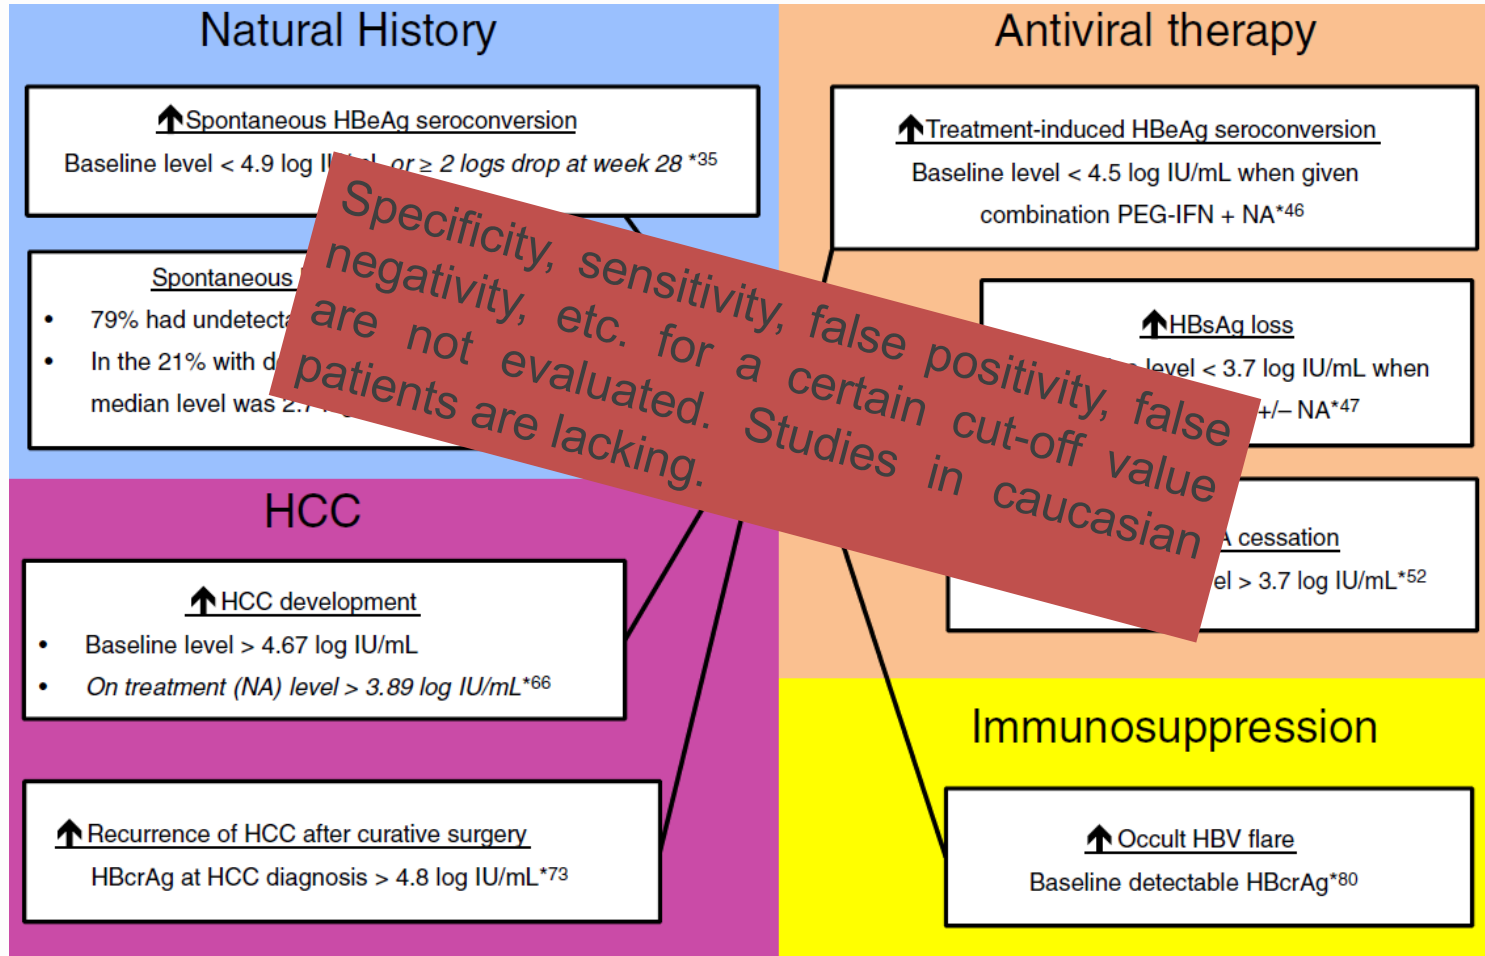 Natural History
↑Spontaneous HBeAg seroconversion
Baseline level < 4.9 log or ≥ 2 logs drop at week 28 *35
Spontaneous
• 79% had
• In the 21% with
median level was
HCC
↑HCC development
• Baseline level > 4.67 log IU/mL
• On treatment (NA) level > 3.89 log IU/mL*66
↑Recurrence of HCC after curative surgery
HBcrAg at HCC diagnosis > 4.8 log IU/mL*73
Specificity, sensitivity, false positivity, false
negativity, etc. for a certain cut-off value
are not evaluated. Studies in caucasian
patients are lacking.
Antiviral therapy
↑Treatment-induced HBeAg seroconversion
Baseline level < 4.5 log IU/mL when given
combination PEG-IFN + NA*46
↑HBsAg loss
level < 3.7 log IU/mL when
+/– NA*47
cessation
> 3.7 log IU/mL*52
Immunosuppression
↑Occult HBV flare
Baseline detectable HBcrAg*80